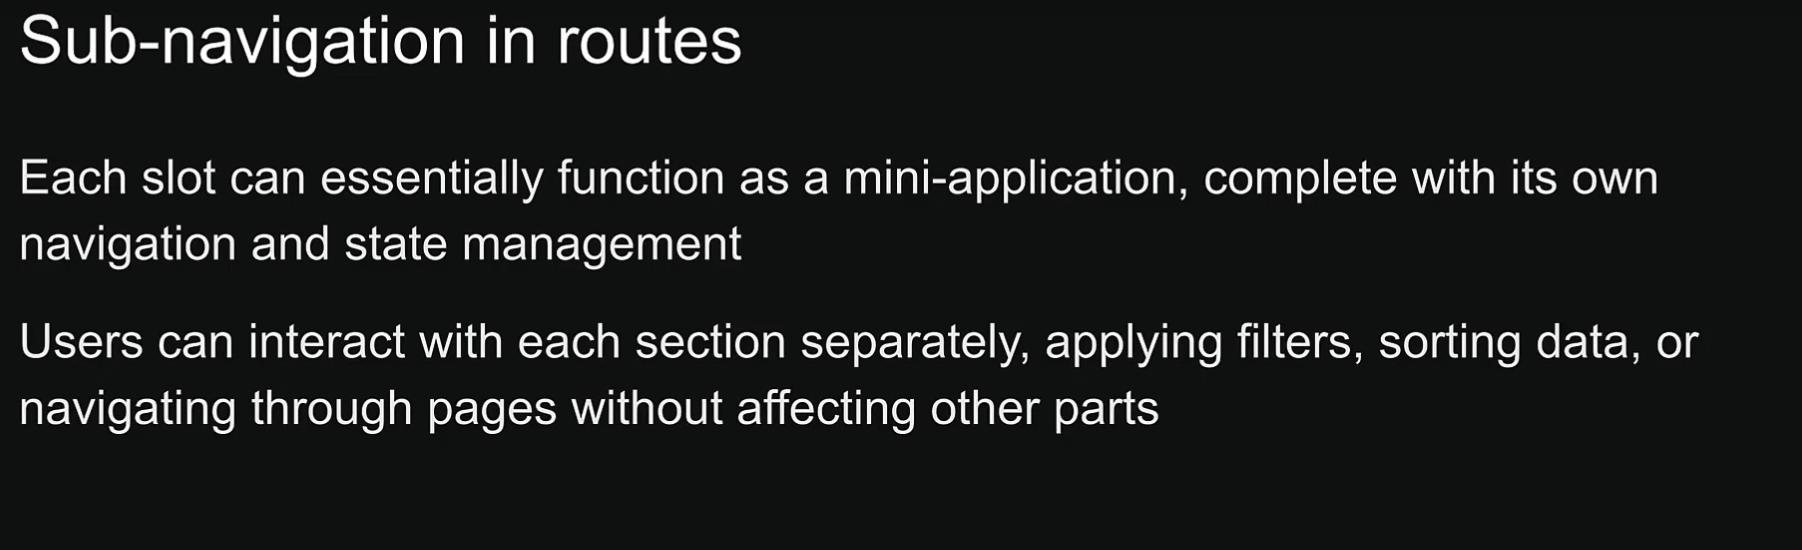 Sub-navigation in routes
Each slot can essentially function as a mini-application, complete with its own
navigation and state management
Users can interact with each section separately, applying filters, sorting data, or
navigating through pages without affecting other parts